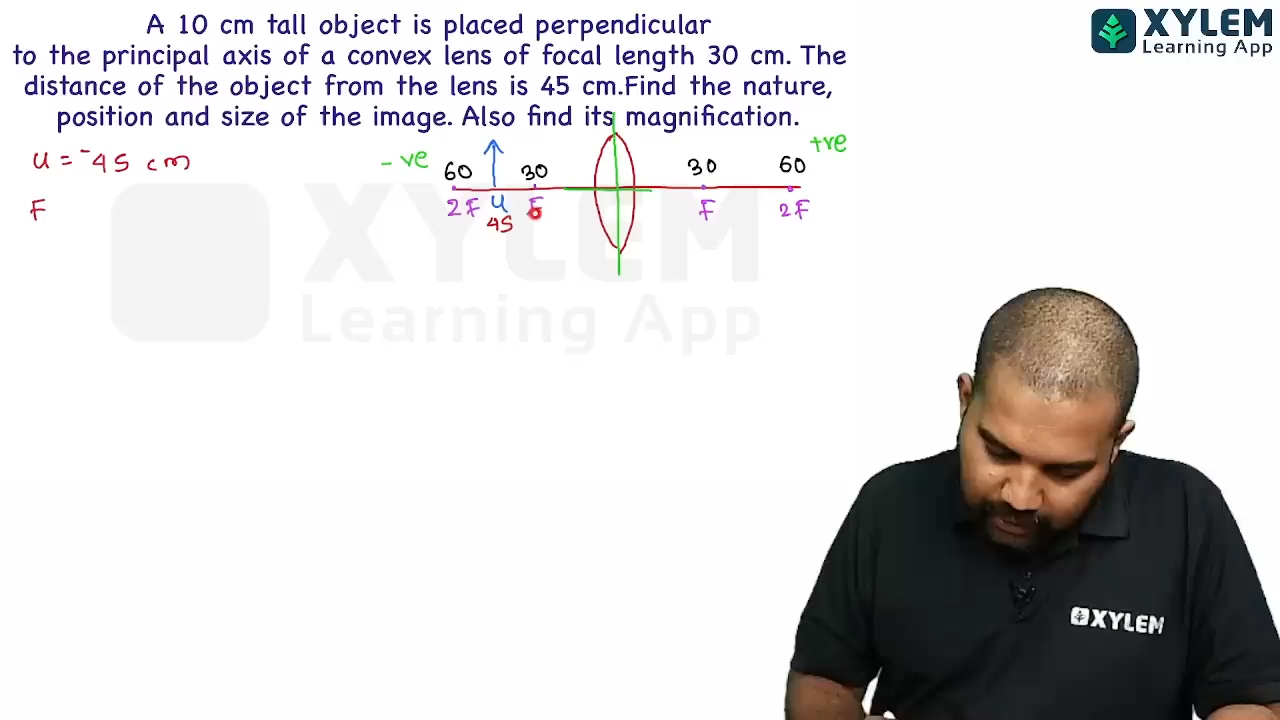 A 10 cm tall object is placed perpendicular
to the principal axis of a convex lens of focal length 30 cm. The
distance of the object from the lens is 45 cm.Find the nature,
position and size of the image. Also find its magnification.
XYLEM
Learning App
u = -45 cm
F
-ve
+ve
60 30 30 60
2F u F F 2F
45
XYLEM
Learning App
XYLEM